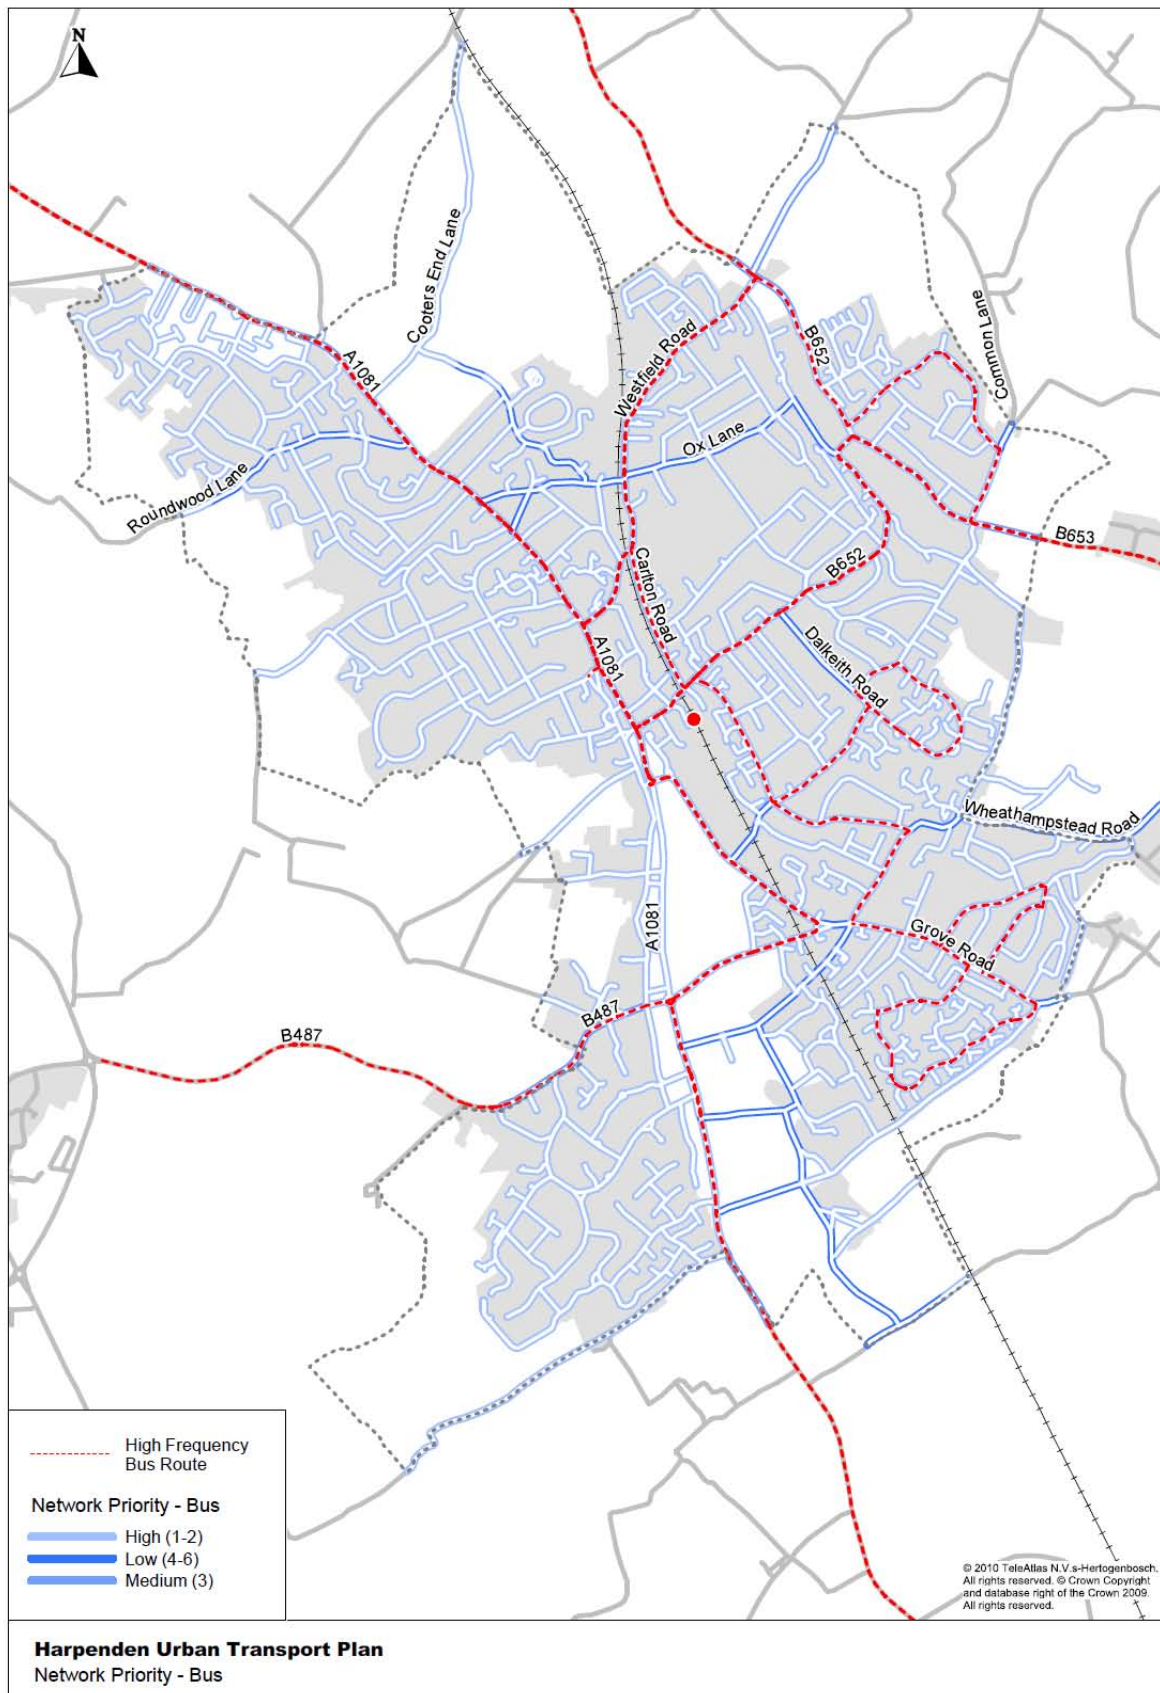 N
Cooters End Lane
A1081
Westfield Road
B652
Common Lane
Ox Lane
Roundwood Lane
B653
Carlton Road
B652
A1081
Dalkeith Road
Wheathampstead Road
A1081
Grove Road
B487
B487
High Frequency
Bus Route
Network Priority - Bus
High (1-2)
Low (4-6)
Medium (3)
© 2010 TeleAtlas N.V.s-Hertogenbosch.
All rights reserved. © Crown Copyright
and database right of the Crown 2009.
All rights reserved.
Harpenden Urban Transport Plan
Network Priority - Bus